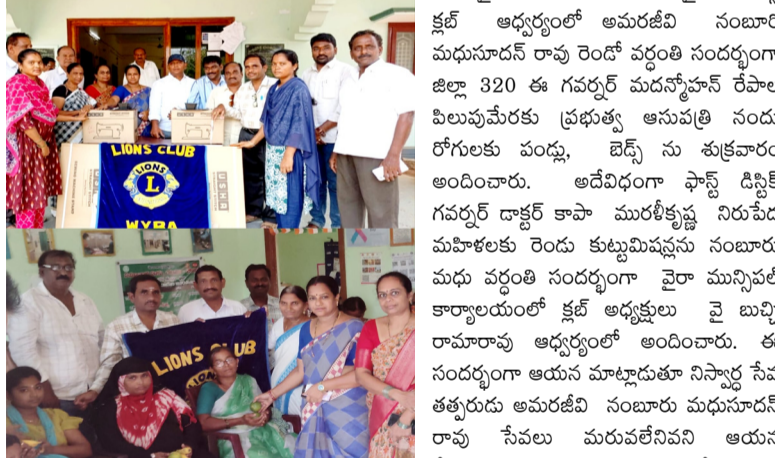 LIONS CLUB
LIONS
L
WYRA
USHA
LION'S CLUB
క్లబ్ ఆధ్వర్యంలో అమరజీవి నంబూరి
మధుసూదన్ రావు రెండో వర్ధంతి సందర్భంగా
జిల్లా 320 ఈ గవర్నర్ మదన్మోహన్ రేపాల
పిలుపుమేరకు ప్రభుత్వ ఆసుపత్రి నందు
రోగులకు పండ్లు, బెడ్స్ ను శుక్రవారం
అందించారు. అదేవిధంగా ఫాస్ట్ డిస్టిక్
గవర్నర్ డాక్టర్ కాపా మురళీకృష్ణ నిరుపేద
మహిళలకు రెండు కుట్టుమిషన్లను నంబూరు
మధు వర్ధంతి సందర్భంగా వైరా మున్సిపల్
కార్యాలయంలో క్లబ్ అధ్యక్షులు వై బుచ్చి
రామారావు ఆధ్వర్యంలో అందించారు. ఈ
సందర్భంగా ఆయన మాట్లాడుతూ నిస్వార్థ సేవ
తత్పరుడు అమరజీవి నంబూరు మధుసూదన్
రావు సేవలు మరువలేనివని ఆయన